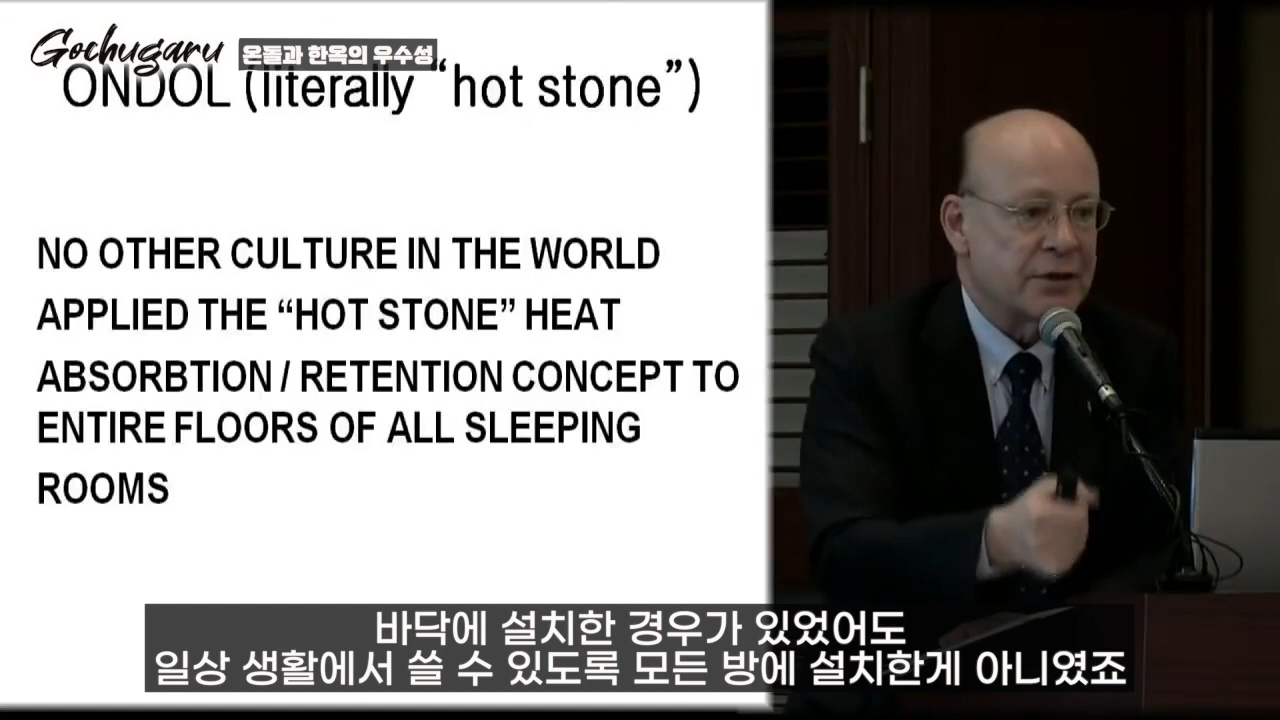 Gochugaru 온돌과 한옥의 우수성
ONDOL (literally “hot stone”)
NO OTHER CULTURE IN THE WORLD
APPLIED THE “HOT STONE” HEAT
ABSORBTION / RETENTION CONCEPT TO
ENTIRE FLOORS OF ALL SLEEPING
ROOMS
바닥에 설치한 경우가 있었어도
일상 생활에서 쓸 수 있도록 모든 방에 설치한게 아니였죠